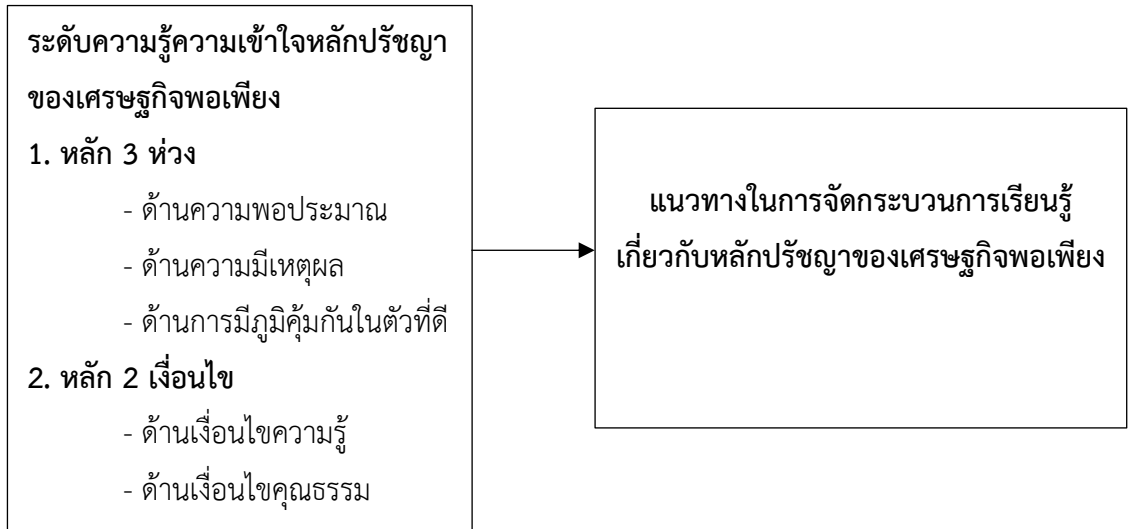 ระดับความรู้ความเข้าใจหลักปรัชญา
ของเศรษฐกิจพอเพียง
1. หลัก 3 ห่วง
- ด้านความพอประมาณ
- ด้านความมีเหตุผล
- ด้านการมีภูมิคุ้มกันในตัวที่ดี
2. หลัก 2 เงื่อนไข
- ด้านเงื่อนไขความรู้
- ด้านเงื่อนไขคุณธรรม
แนวทางในการจัดกระบวนการเรียนรู้
เกี่ยวกับหลักปรัชญาของเศรษฐกิจพอเพียง